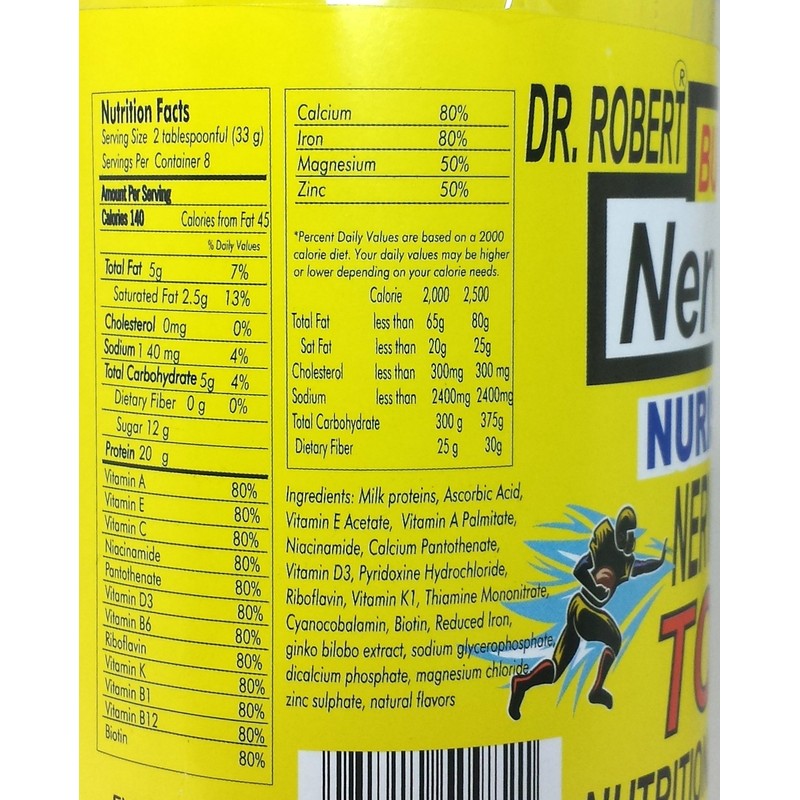 Nutrition Facts
Serving Size 2 tablespoonful (33 g)
Servings Per Container 8
Amount Per Serving
Calories 140 Calories from Fat 45
% Daily Values
Total Fat 5g 7%
Saturated Fat 2.5g 13%
Cholesterol 0mg 0%
Sodium 1 40 mg 4%
Total Carbohydrate 5g 4%
Dietary Fiber 0 g 0%
Sugar 12 g
Protein 20 g
Vitamin A 80%
Vitamin E 80%
Vitamin C 80%
Niacinamide 80%
Pantothenate 80%
Vitamin D3 80%
Vitamin B6 80%
Riboflavin 80%
Vitamin K 80%
Vitamin B1 80%
Vitamin B12 80%
Biotin 80%
Calcium 80%
Iron 80%
Magnesium 50%
Zinc 50%
*Percent Daily Values are based on a 2000
calorie diet. Your daily values may be higher
or lower depending on your calorie needs.
Calorie 2,000 2,500
Total Fat less than 65g 80g
Sat Fat less than 20g 25g
Cholesterol less than 300mg 300 mg
Sodium less than 2400mg 2400mg
Total Carbohydrate 300 g 375g
Dietary Fiber 25 g 30g
Ingredients: Milk proteins, Ascorbic Acid,
Vitamin E Acetate, Vitamin A Palmitate,
Niacinamide, Calcium Pantothenate,
Vitamin D3, Pyridoxine Hydrochloride,
Riboflavin, Vitamin K1, Thiamine Mononitrate,
Cyanocobalamin, Biotin, Reduced Iron,
ginko bilobo extract, sodium glycerophosphate,
dicalcium phosphate, magnesium chloride,
zinc sulphate, natural flavors
DR. ROBERT®